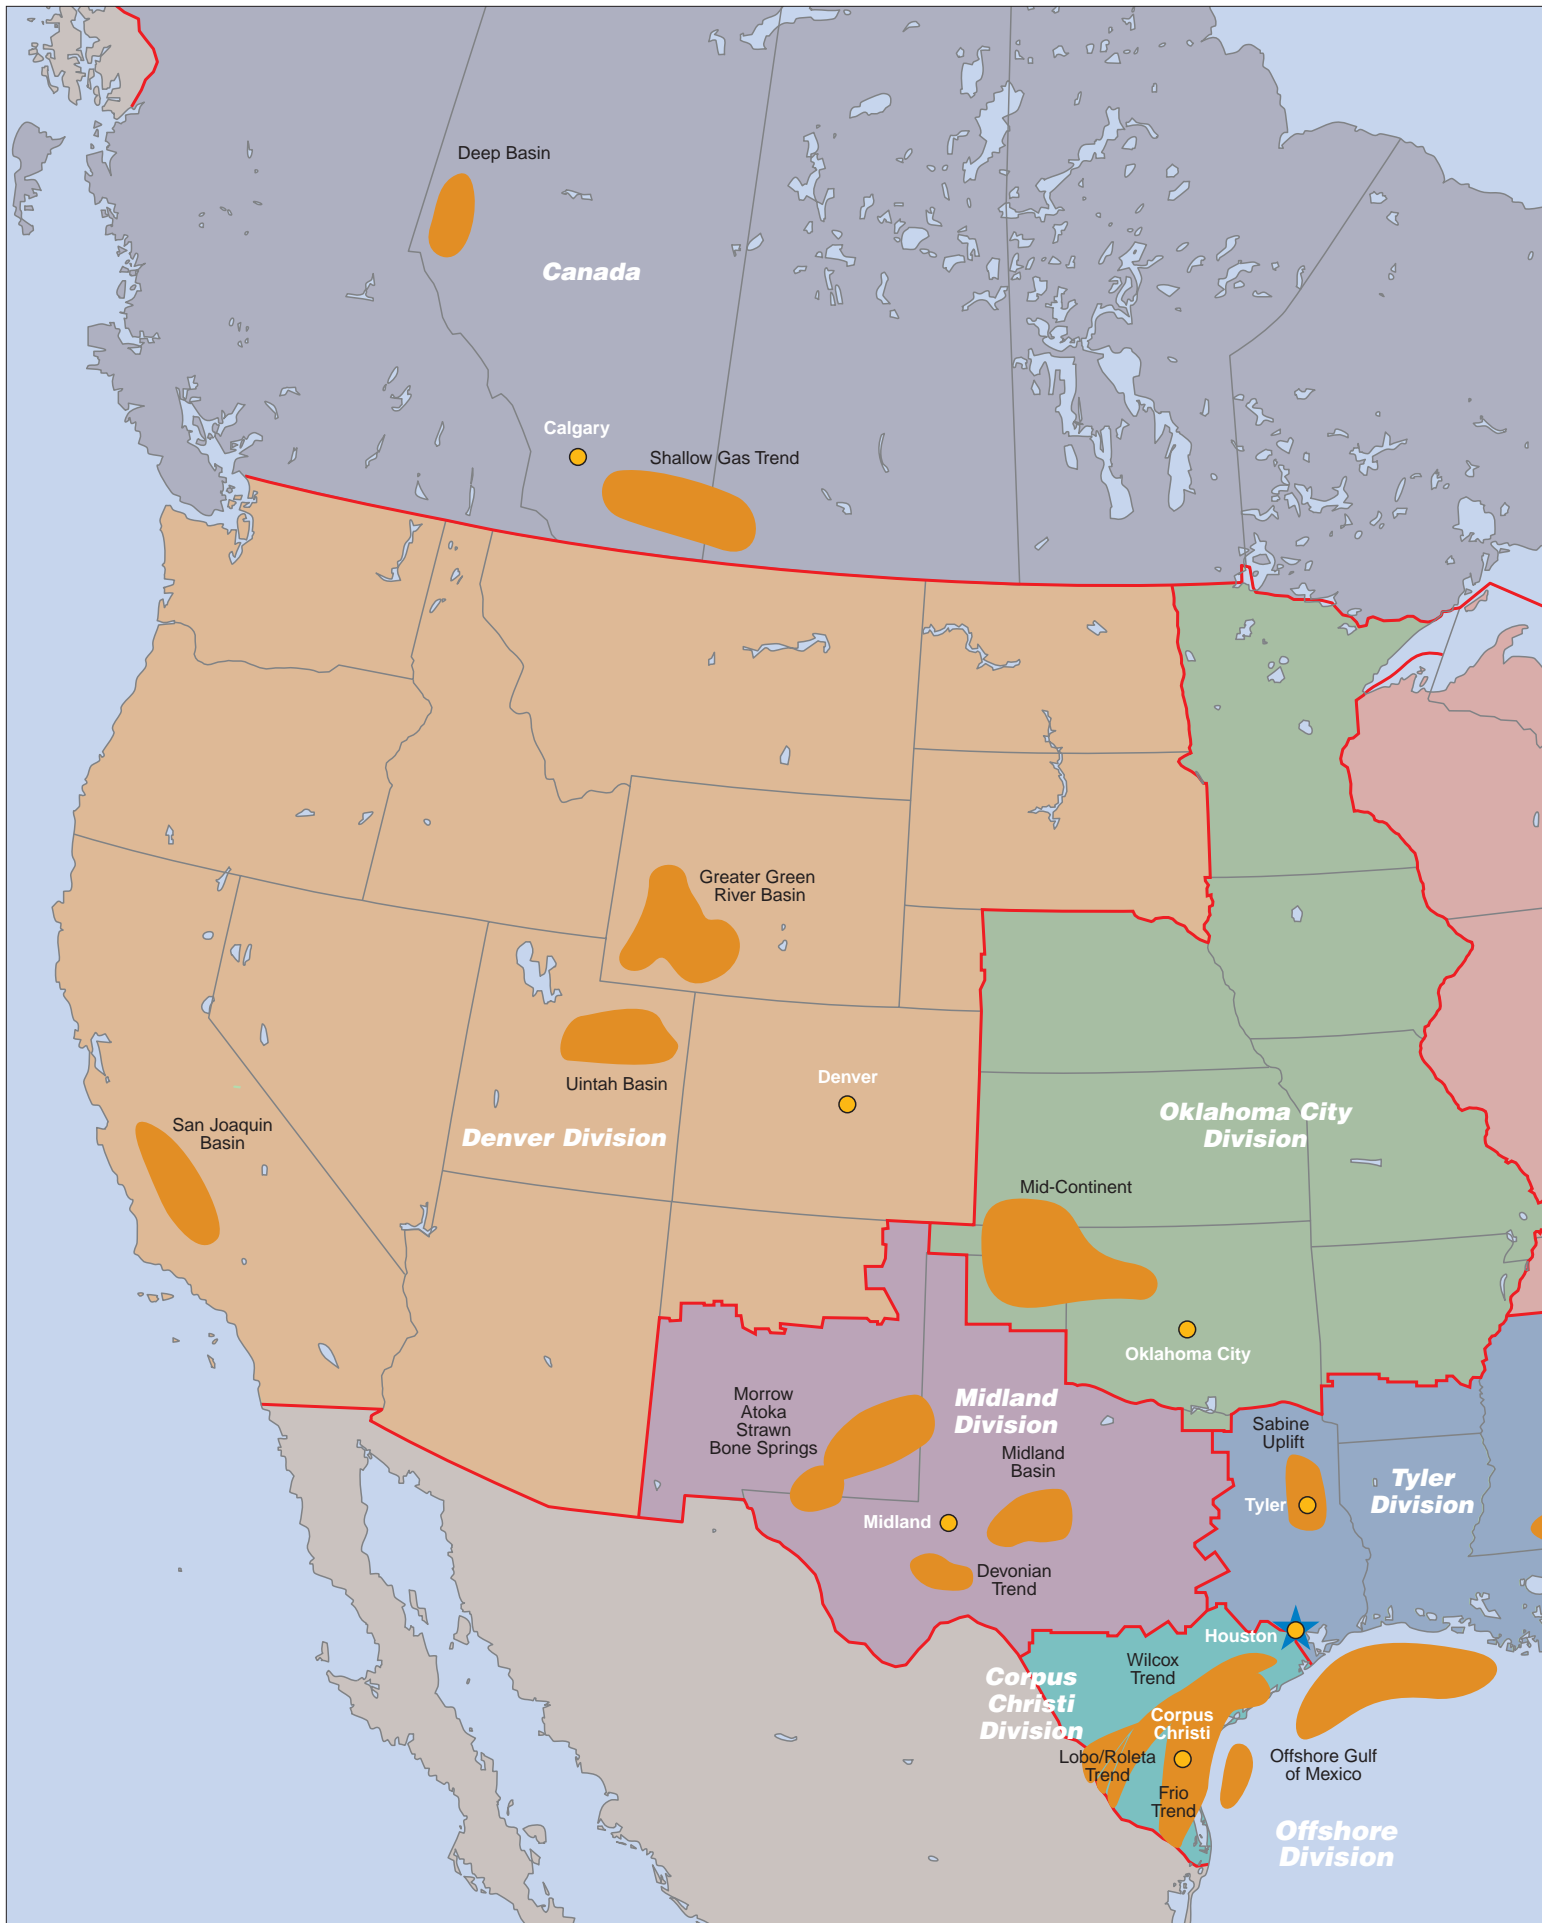 Deep Basin
Canada
Calgary
Shallow Gas Trend
Greater Green
River Basin
Uintah Basin
Denver
Denver Division
San Joaquin
Basin
Oklahoma City
Division
Mid-Continent
Oklahoma City
Morrow
Atoka
Strawn
Bone Springs
Midland
Division
Midland
Basin
Midland
Devonian
Trend
Sabine
Uplift
Tyler
Tyler
Division
Houston
Wilcox
Trend
Corpus
Christi
Division
Corpus
Christi
Lobo/Roleta
Trend
Frio
Trend
Offshore Gulf
of Mexico
Offshore
Division